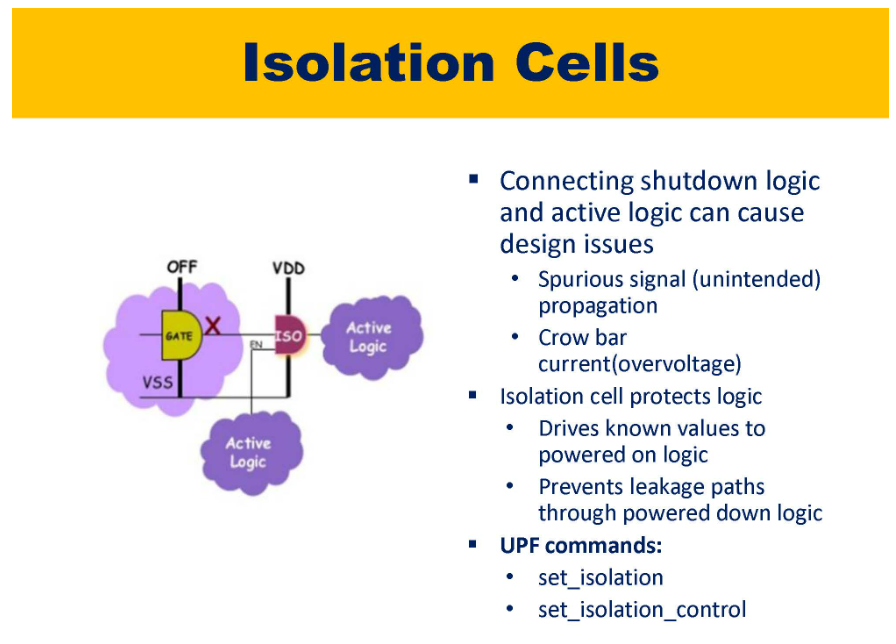 Isolation Cells
OFF
VDD
GATE
X
EN
ISO
Active
Logic
VSS
Active
Logic
▪ Connecting shutdown logic
and active logic can cause
design issues
• Spurious signal (unintended)
propagation
• Crow bar
current(overvoltage)
▪ Isolation cell protects logic
• Drives known values to
powered on logic
• Prevents leakage paths
through powered down logic
▪ UPF commands:
• set_isolation
• set_isolation_control